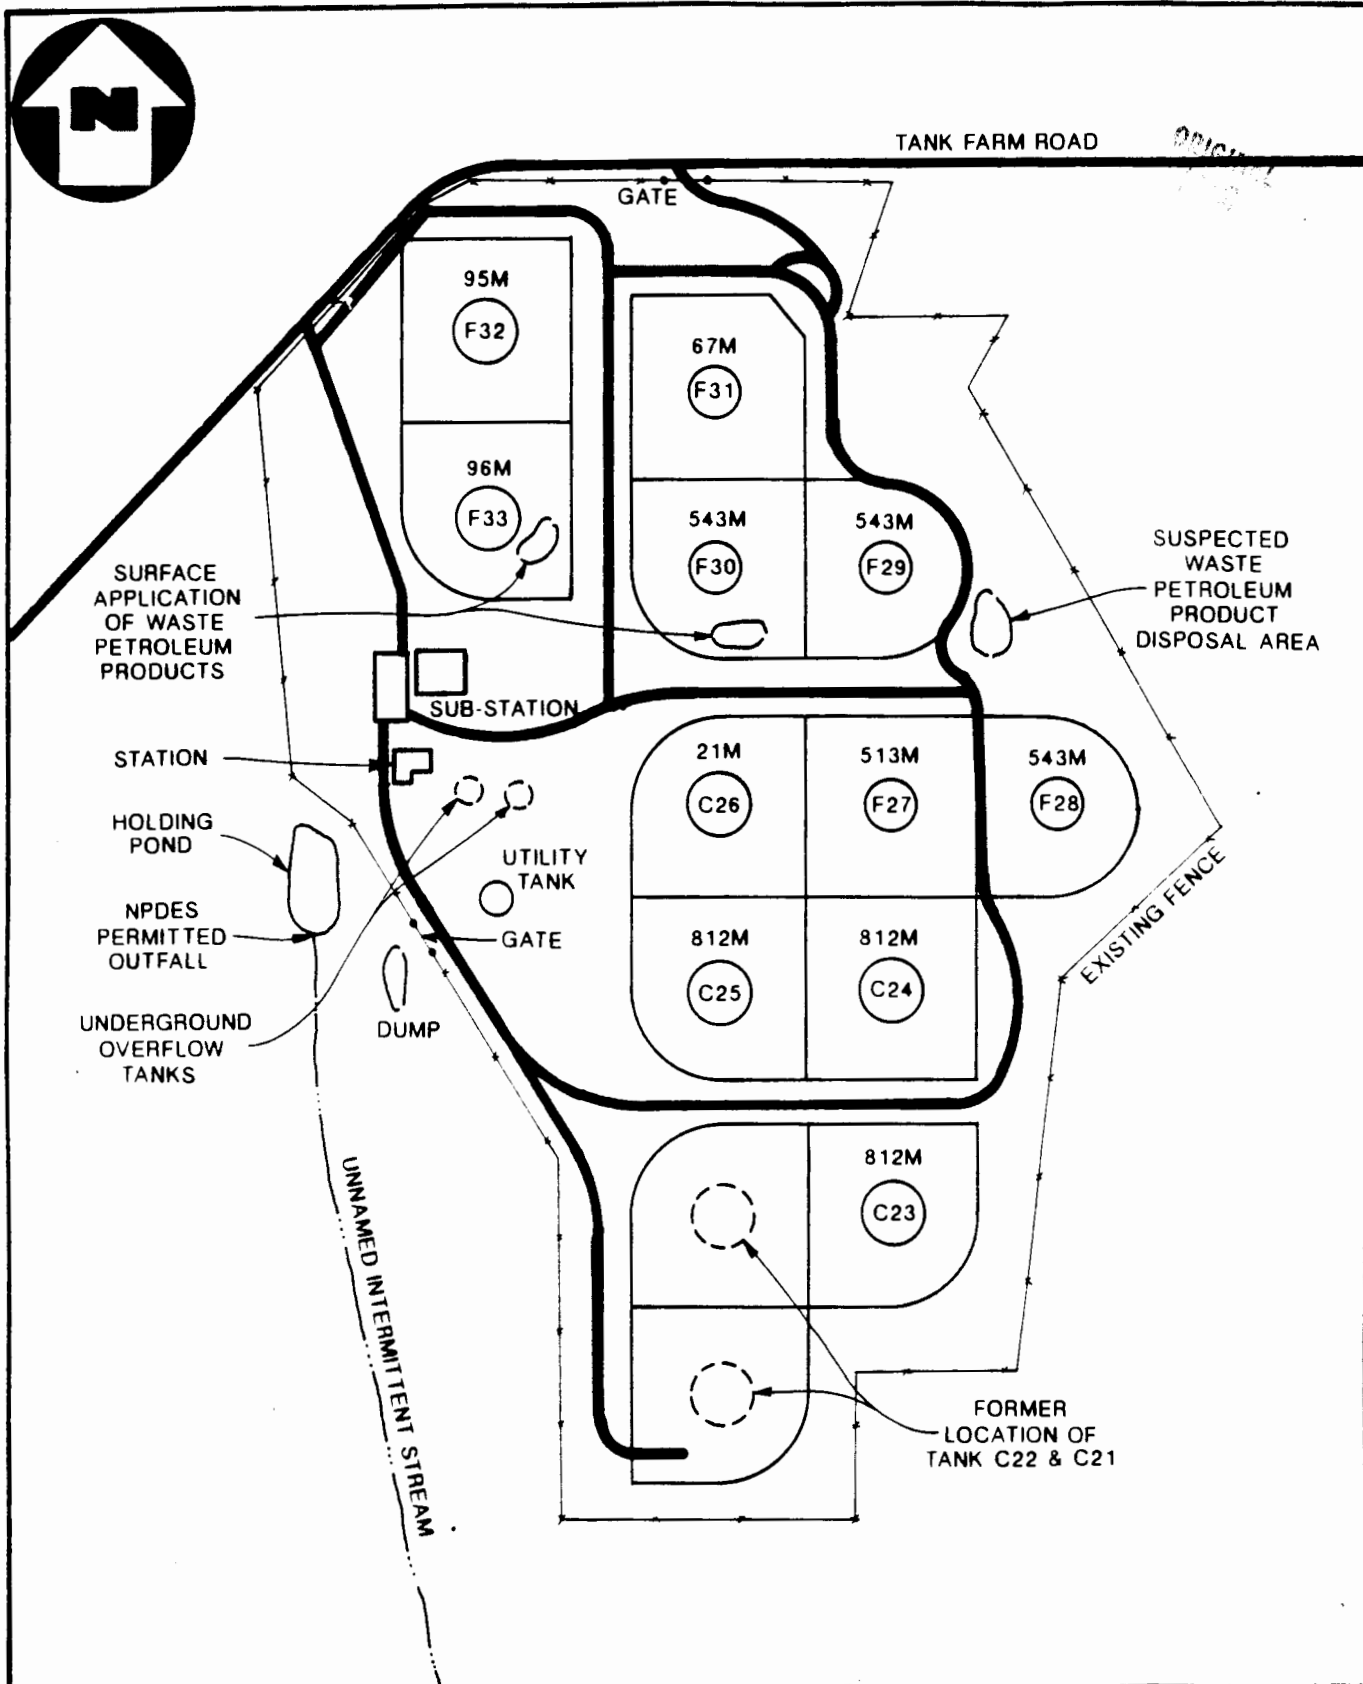 N
TANK FARM ROAD
GATE
95M
F32
67M
F31
96M
F33
543M
F30
543M
F29
SUSPECTED
WASTE
PETROLEUM
PRODUCT
DISPOSAL AREA
SURFACE
APPLICATION
OF WASTE
PETROLEUM
PRODUCTS
SUB-STATION
STATION
21M
C26
513M
F27
543M
F28
HOLDING
POND
UTILITY
TANK
NPDES
PERMITTED
OUTFALL
GATE
812M
C25
812M
C24
EXISTING FENCE
UNDERGROUND
OVERFLOW
TANKS
DUMP
812M
C23
UNNAMED INTERMITTENT STREAM
FORMER
LOCATION OF
TANK C22 & C21